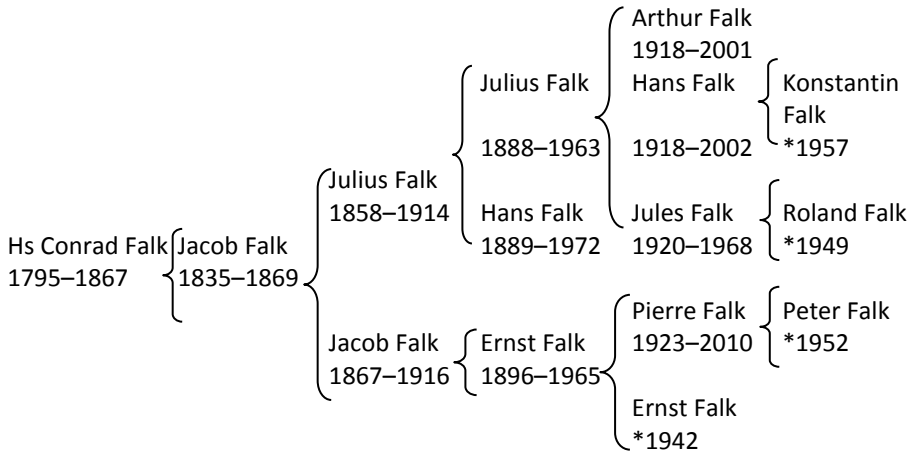 Arthur Falk
1918–2001
Julius Falk
Hans Falk
Konstantin
Falk
1888–1963
1918–2002
*1957
Julius Falk
1858–1914
Hans Falk
1889–1972
Jules Falk
1920–1968
Roland Falk
*1949
Hs Conrad Falk
1795–1867
Jacob Falk
1835–1869
Pierre Falk
1923–2010
Peter Falk
*1952
Jacob Falk
1867–1916
Ernst Falk
1896–1965
Ernst Falk
*1942